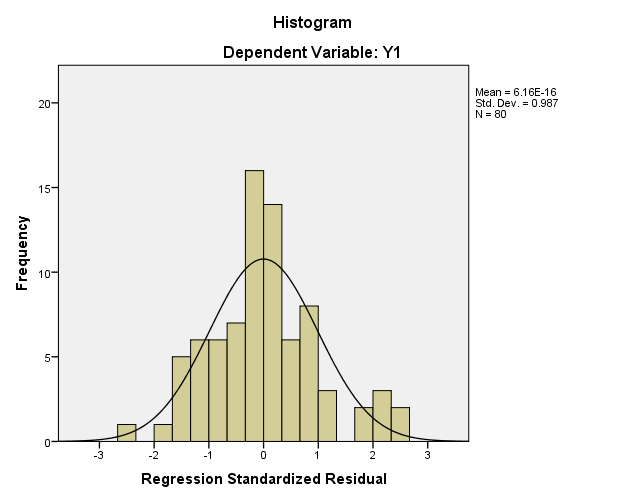 Histogram
Dependent Variable: Y1
Mean = 6.16E-16
Std. Dev. = 0.987
N = 80
Frequency
20
15
10
5
0
-3 -2 -1 0 1 2 3
Regression Standardized Residual